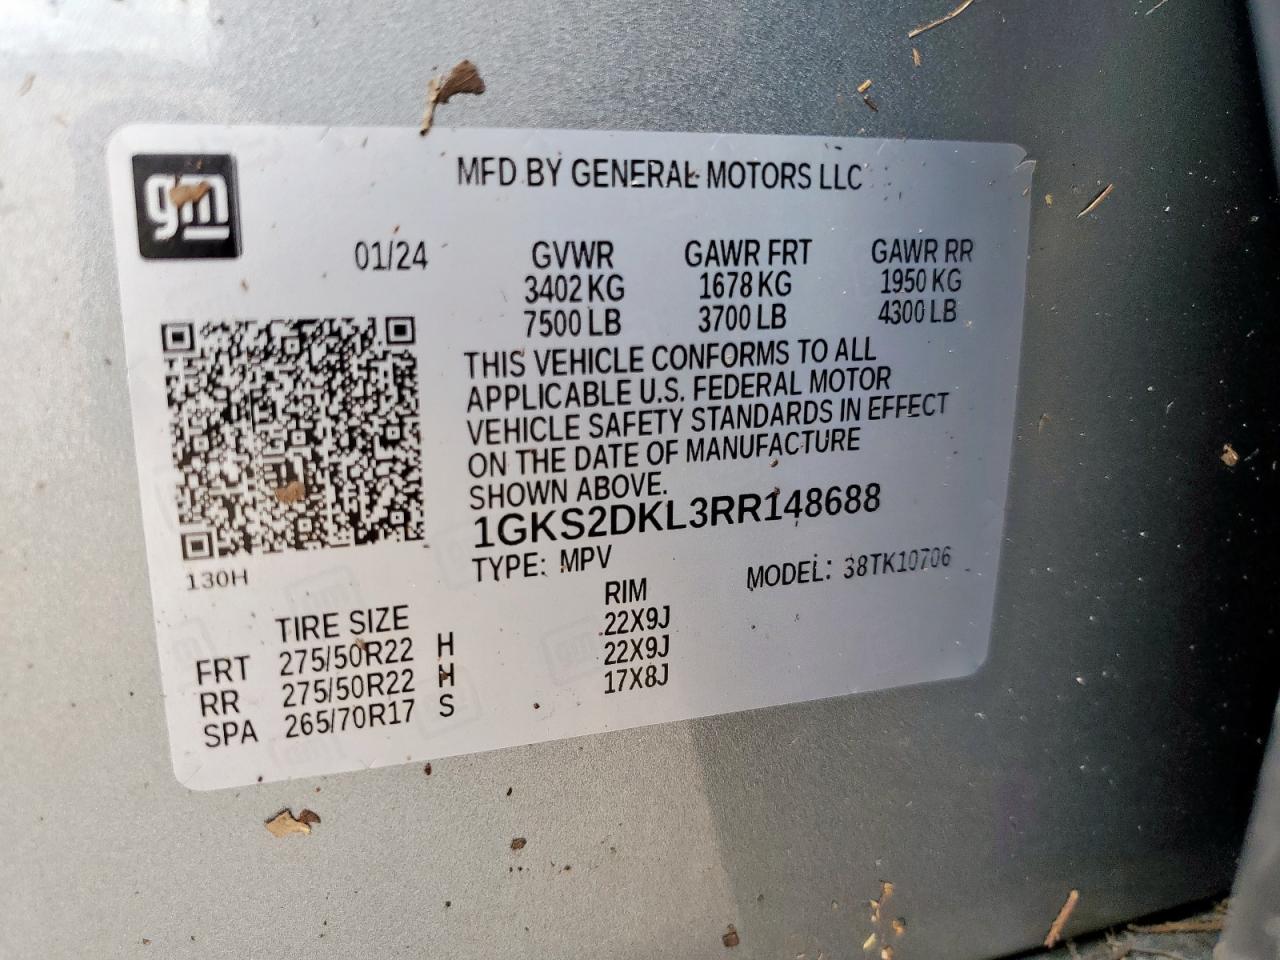 gm
MFD BY GENERAL MOTORS LLC
01/24 GVWR GAWR FRT GAWR RR
3402 KG 1678 KG 1950 KG
7500 LB 3700 LB 4300 LB
THIS VEHICLE CONFORMS TO ALL
APPLICABLE U.S. FEDERAL MOTOR
VEHICLE SAFETY STANDARDS IN EFFECT
ON THE DATE OF MANUFACTURE
SHOWN ABOVE.
1GKS2DKL3RR148688
130H
TYPE: MPV MODEL: 38TK10706
TIRE SIZE RIM
FRT 275/50R22 H 22X9J
RR 275/50R22 H 22X9J
SPA 265/70R17 S 17X8J